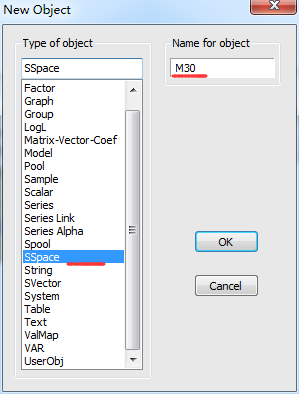 New Object
Type of object
Name for object
SSpace
M30
Factor
Graph
Group
LogL
Matrix-Vector-Coef
Model
Pool
Sample
Scalar
Series
Series Link
Series Alpha
Spool
SSpace
String
SVector
System
Table
Text
ValMap
VAR
UserObj
OK
Cancel